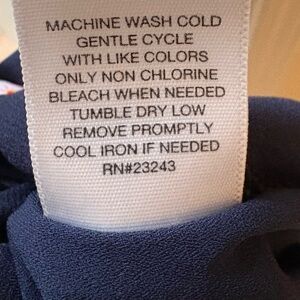 MACHINE WASH COLD
GENTLE CYCLE
WITH LIKE COLORS
ONLY NON CHLORINE
BLEACH WHEN NEEDED
TUMBLE DRY LOW
REMOVE PROMPTLY
COOL IRON IF NEEDED
RN#23243